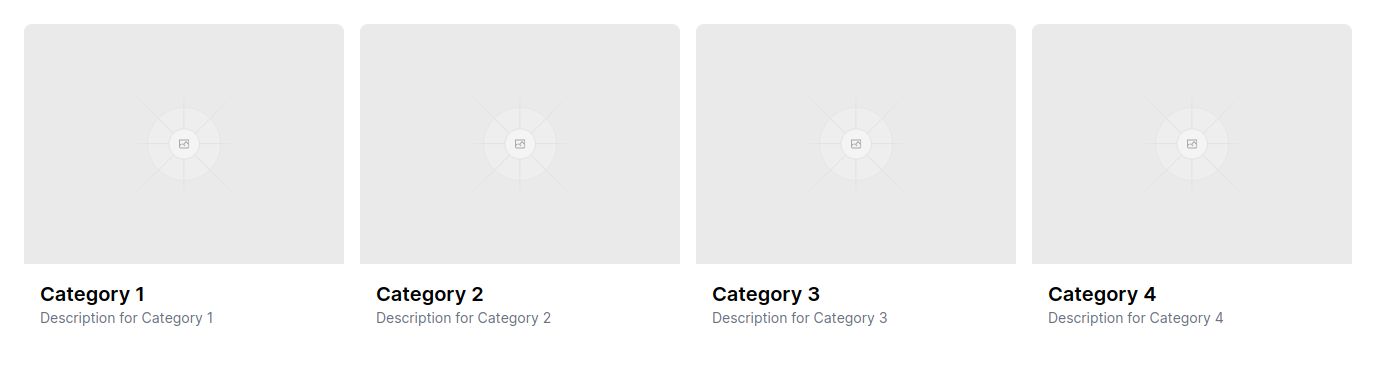 Category 1
Description for Category 1
Category 2
Description for Category 2
Category 3
Description for Category 3
Category 4
Description for Category 4